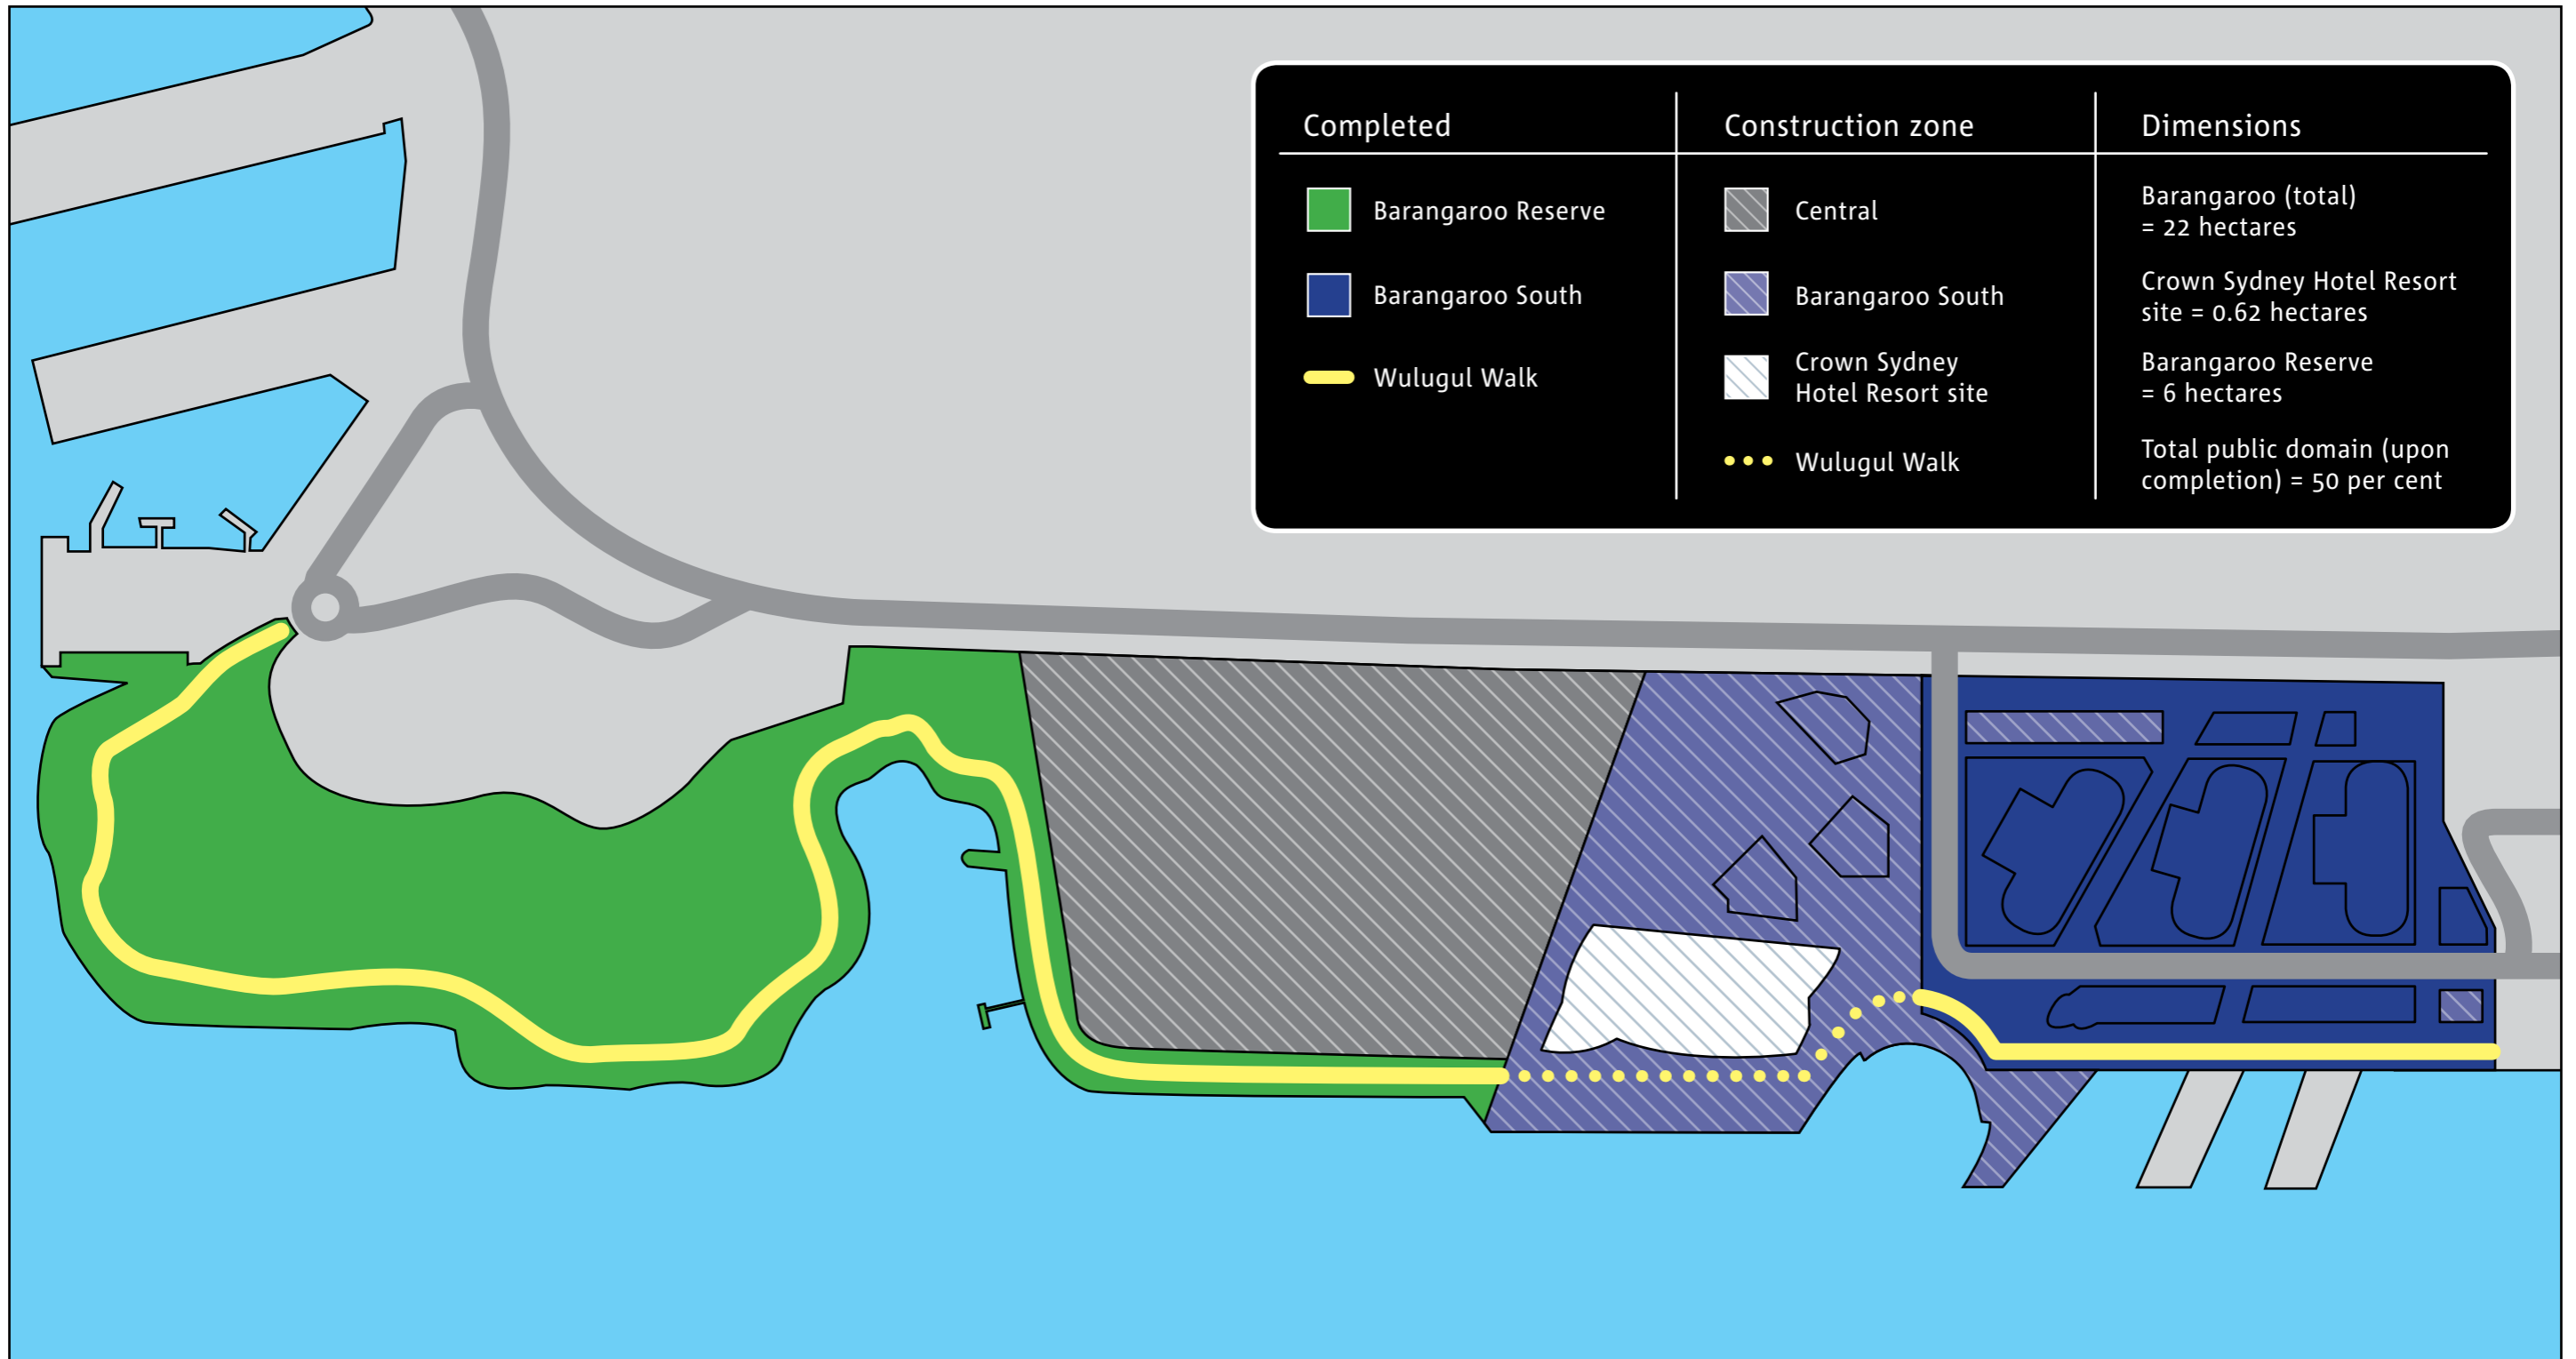 Completed
Barangaroo Reserve
Barangaroo South
Wulugul Walk
Construction zone
Central
Barangaroo South
Crown Sydney
Hotel Resort site
Wulugul Walk
Dimensions
Barangaroo (total)
= 22 hectares
Crown Sydney Hotel Resort
site = 0.62 hectares
Barangaroo Reserve
= 6 hectares
Total public domain (upon
completion) = 50 per cent